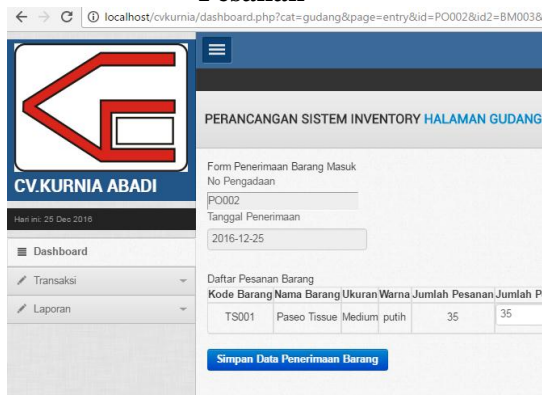 localhost/cvkurnia/dashboard.php?cat=gudang&page=entry&id=PO002&id2=BM003&
PERANCANGAN SISTEM INVENTORY HALAMAN GUDANG
CV.KURNIA ABADI
Hari ini: 25 Dec 2016
Dashboard
Transaksi
Laporan
Form Penerimaan Barang Masuk
No Pengadaan
PO002
Tanggal Penerimaan
2016-12-25
Daftar Pesanan Barang
Kode Barang Nama Barang Ukuran Warna Jumlah Pesanan Jumlah P
TS001 Paseo Tissue Medium putih 35 35
Simpan Data Penerimaan Barang